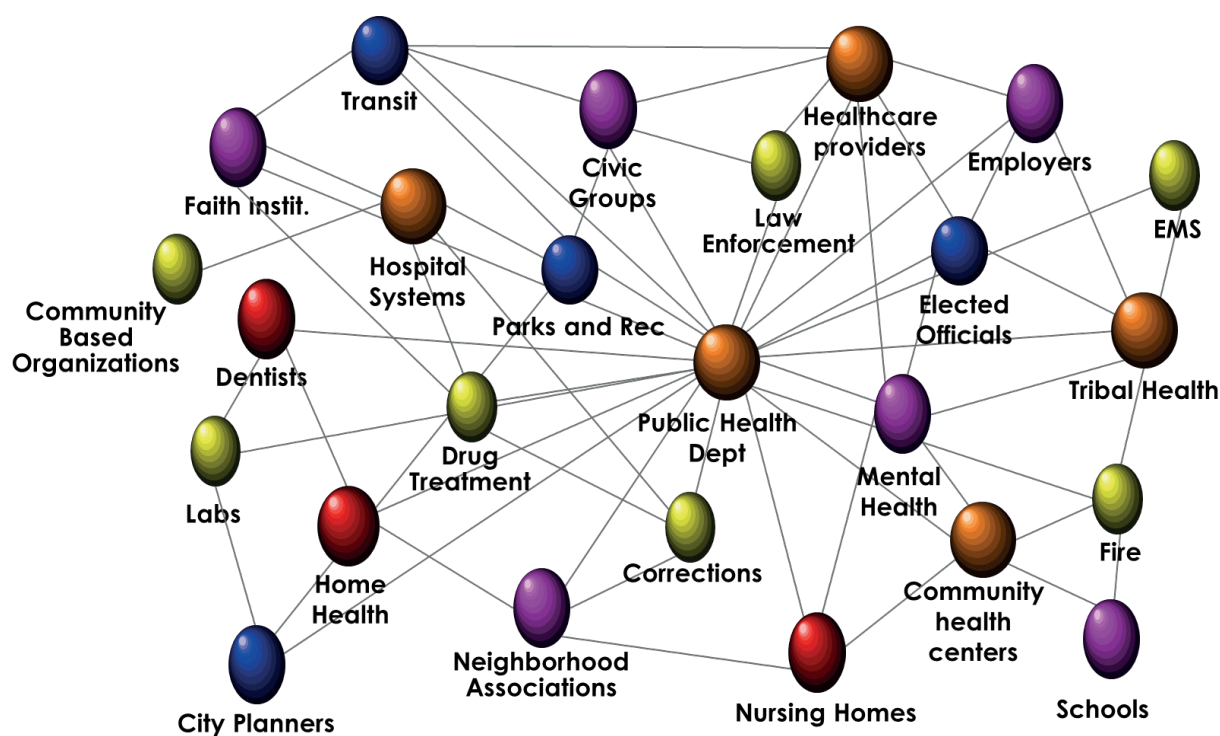 Transit
Healthcare
providers
Employers
Civic
Groups
Faith Instit.
Law
Enforcement
EMS
Hospital
Systems
Community
Based
Organizations
Parks and Rec
Elected
Officials
Dentists
Tribal Health
Public Health
Dept
Drug
Treatment
Mental
Health
Labs
Fire
Home
Health
Corrections
Community
health
centers
Neighborhood
Associations
City Planners
Nursing Homes
Schools